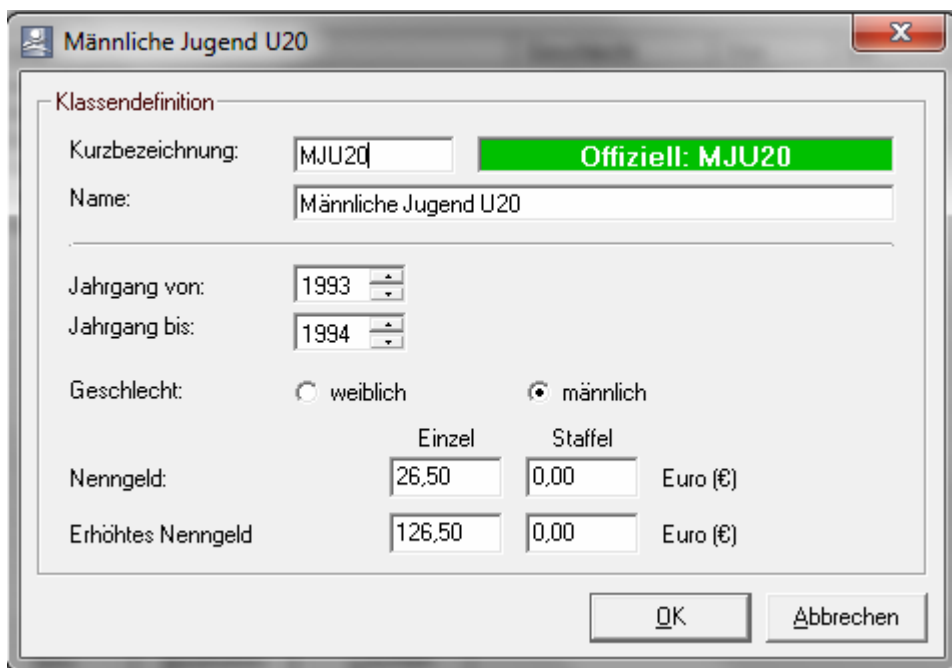 Männliche Jugend U20
Klassendefinition
Kurzbezeichnung: MJU20 Offiziell: MJU20
Name: Männliche Jugend U20
Jahrgang von: 1993
Jahrgang bis: 1994
Geschlecht: weiblich männlich
Einzel Staffel
Nenngeld: 26,50 0,00 Euro (€)
Erhöhtes Nenngeld 126,50 0,00 Euro (€)
OK Abbrechen